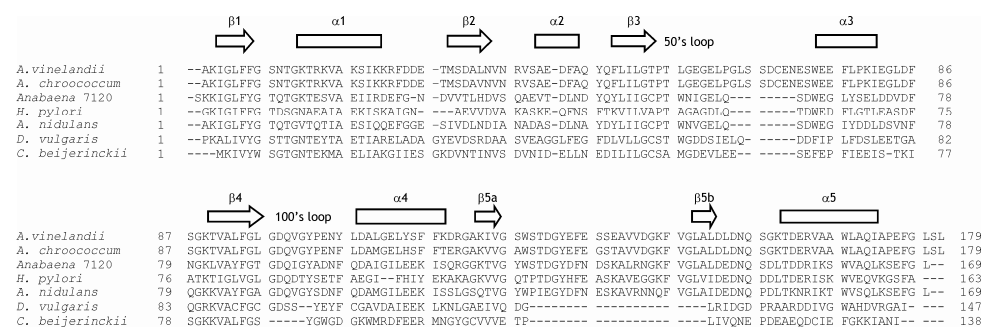 β1 α1 β2 α2 β3 50's loop α3
A.vinelandii 1 --AKIGLFFG SNTGKTRKVA KSIKKRFDDE -TMSDALNVN RVSAE-DFAQ YQFLILGTPT LGEGELPGLS SDCENESWEE FLPKIEGLDF 86
A. chroococcum 1 --AKIGLFFG SNTGKTRKVA KSIKKRFDDE -TMSDALNVN RVSAE-DFAQ YQFLILGTPT LGEGELPGLS SDCENESWEE FLPKIEGLDF 86
Anabaena 7120 1 -SKKIGLFYG TQTGKTESVA EIIRDEFG-N -DVVTLHDVS QAEVT-DLND YQYLIIGCPT WNIGELQ--- -----SDWEG LYSELDDVDF 78
H. pylori 1 --GKIGIFFG TDSGNAEAIA EKISKAIGN- --AEVVDVA KASKE-QFNS FTKVILVAPT AGAGDLQ--- -----TDWED FLGTLEASDF 75
A. nidulans 1 --AKIGLFYG TQTGVTQTIA ESIQQEFGGE -SIVDLNDIA NADAS-DLNA YDYLIIGCPT WNVGELQ--- -----SDWEG IYDDLDSVNF 78
D. vulgaris 1 --PKALIVYG STTGNTEYTA ETIARELADA GYEVDSRDAA SVEAGGLFEG FDLVLLGCST WGDDSIELQ- ------DDFIP LFDSLEETGA 82
C. beijerinckii 1 ----MKIVYW SGTGNTEKMA ELIAKGIIES GKDVNTINVS DVNID-ELLN EDILILGCSA MGDEVLEE-- ------SEFEP FIEEIS-TKI 77
β4 100's loop α4 β5a β5b α5
A.vinelandii 87 SGKTVALFGL GDQVGYPENY LDALGELYSF FKDRGAKIVG SWSTDGYEFE SSEAVVDGKF VGLALDLDNQ SGKTDERVAA WLAQIAPEFG LSL 179
A. chroococcum 87 SGKTVALFGL GDQVGYPENF LDAMGELHSF FTERGAKVVG AWSTDGYEFE GSTAVVDGKF VGLALDLDNQ SGKTDERVAA WLAQIAPEFG LSL 179
Anabaena 7120 79 NGKLVAYFGT GDQIGYADNF QDAIGILEEK ISQRGGKTVG YWSTDGYDFN DSKALRNGKF VGLALDEDNQ SDLTDDRIKS WVAQLKSEFG L-- 169
H. pylori 76 ATKTIGLVGL GDQDTYSETF AEGI--FHIY EKAKAGKVVG QTPTDGYHFE ASKAVEGGKF VGLVIDEDNQ DDLTDERISK WVEQVKGSFA --- 163
A. nidulans 79 QGKKVAYFGA GDQVGYSDNF QDAMGILEEK ISSLGSQTVG YWPIEGYDFN ESKAVRNNQF VGLAIDEDNQ PDLTKNRIKT WVSQLKSEFG L-- 169
D. vulgaris 83 QGRKVACFGC GDSS--YEYF CGAVDAIEEK LKNLGAEIVQ DG-------- ---------- --LRIDGDPR AARDDIVGW AHDVRGAI-- --- 147
C. beijerinckii 78 SGKKVALFGS ----YGWGD GKWMRDFEER MNGYGCVVVE TP-------- ---------- --LIVQNEP DEAEQDCIE FGKKIANI-- --- 138